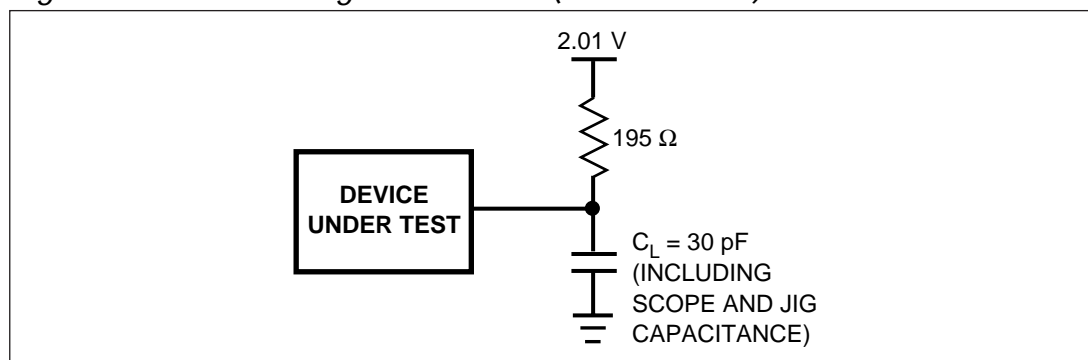 2.01 V
195 Ω
DEVICE
UNDER TEST
C_L = 30 pF
(INCLUDING
SCOPE AND JIG
CAPACITANCE)